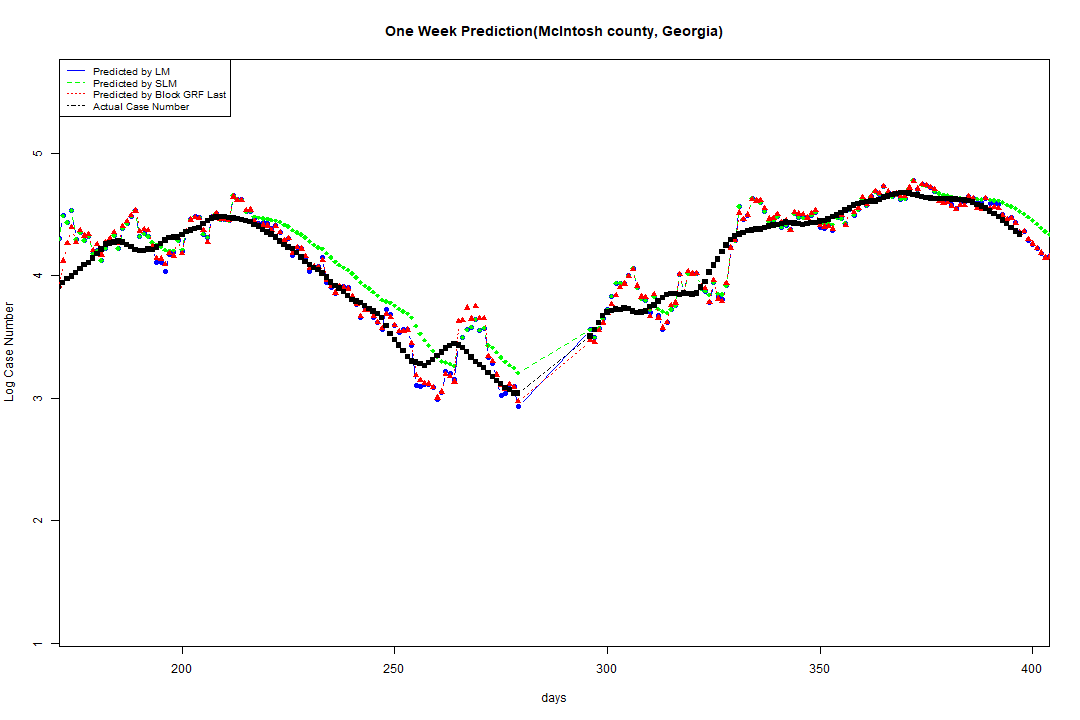 One Week Prediction(McIntosh county, Georgia)
Predicted by LM
Predicted by SLM
Predicted by Block GRF Last
Actual Case Number
Log Case Number
5
4
3
2
1
200 250 300 350 400
days